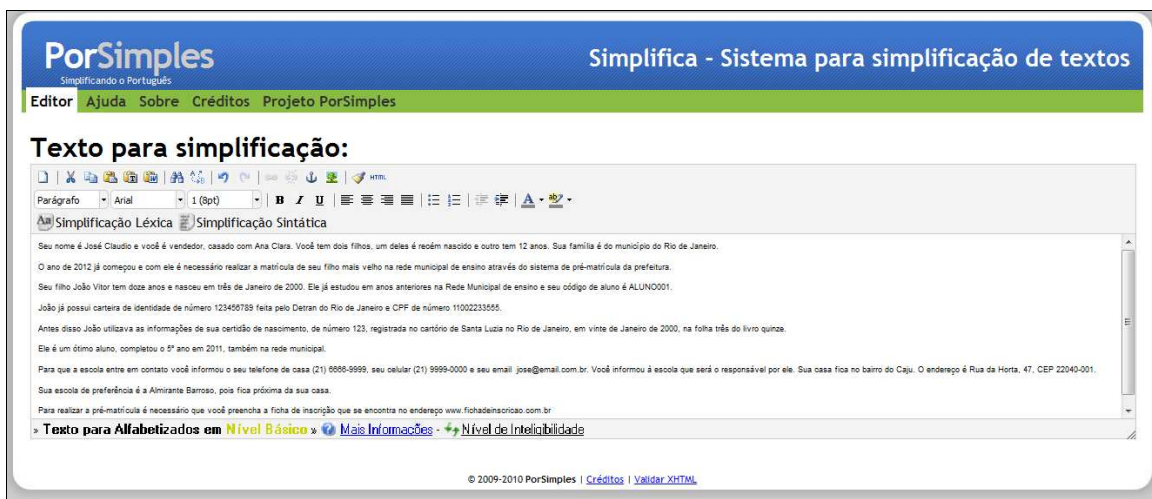 PorSimples
Simplificando o Português
Simplifica - Sistema para simplificação de textos
Editor Ajuda Sobre Créditos Projeto PorSimples
Texto para simplificação:
HTML
Parágrafo Arial 1 (8pt) B I U A ab
Aa Simplificação Léxica Simplificação Sintática
Seu nome é José Claudio e você é vendedor, casado com Ana Clara. Você tem dois filhos, um deles é recém nascido e outro tem 12 anos. Sua família é do município do Rio de Janeiro.
O ano de 2012 já começou e com ele é necessário realizar a matrícula de seu filho mais velho na rede municipal de ensino através do sistema de pré-matrícula da prefeitura.
Seu filho João Vitor tem doze anos e nasceu em três de Janeiro de 2000. Ele já estudou em anos anteriores na Rede Municipal de ensino e seu código de aluno é ALUNO001.
João já possui carteira de identidade de número 123456789 feita pelo Detran do Rio de Janeiro e CPF de número 11002233555.
Antes disso João utilizava as informações de sua certidão de nascimento, de número 123, registrada no cartório de Santa Luzia no Rio de Janeiro, em vinte de Janeiro de 2000, na folha três do livro quinze.
Ele é um ótimo aluno, completou o 5º ano em 2011, também na rede municipal.
Para que a escola entre em contato você informou o seu telefone de casa (21) 6666-9999, seu celular (21) 9999-0000 e seu email jose@email.com.br. Você informou á escola que será o responsável por ele. Sua casa fica no bairro do Caju. O endereço é Rua da Horta, 47, CEP 22040-001.
Sua escola de preferência é a Almirante Barroso, pois fica próxima da sua casa.
Para realizar a pré-matrícula é necessário que você preencha a ficha de inscrição que se encontra no endereço www.fichadeinscricao.com.br
» Texto para Alfabetizados em Nível Básico » Mais Informações - Nível de Inteligibilidade
© 2009-2010 PorSimples | Créditos | Validar XHTML